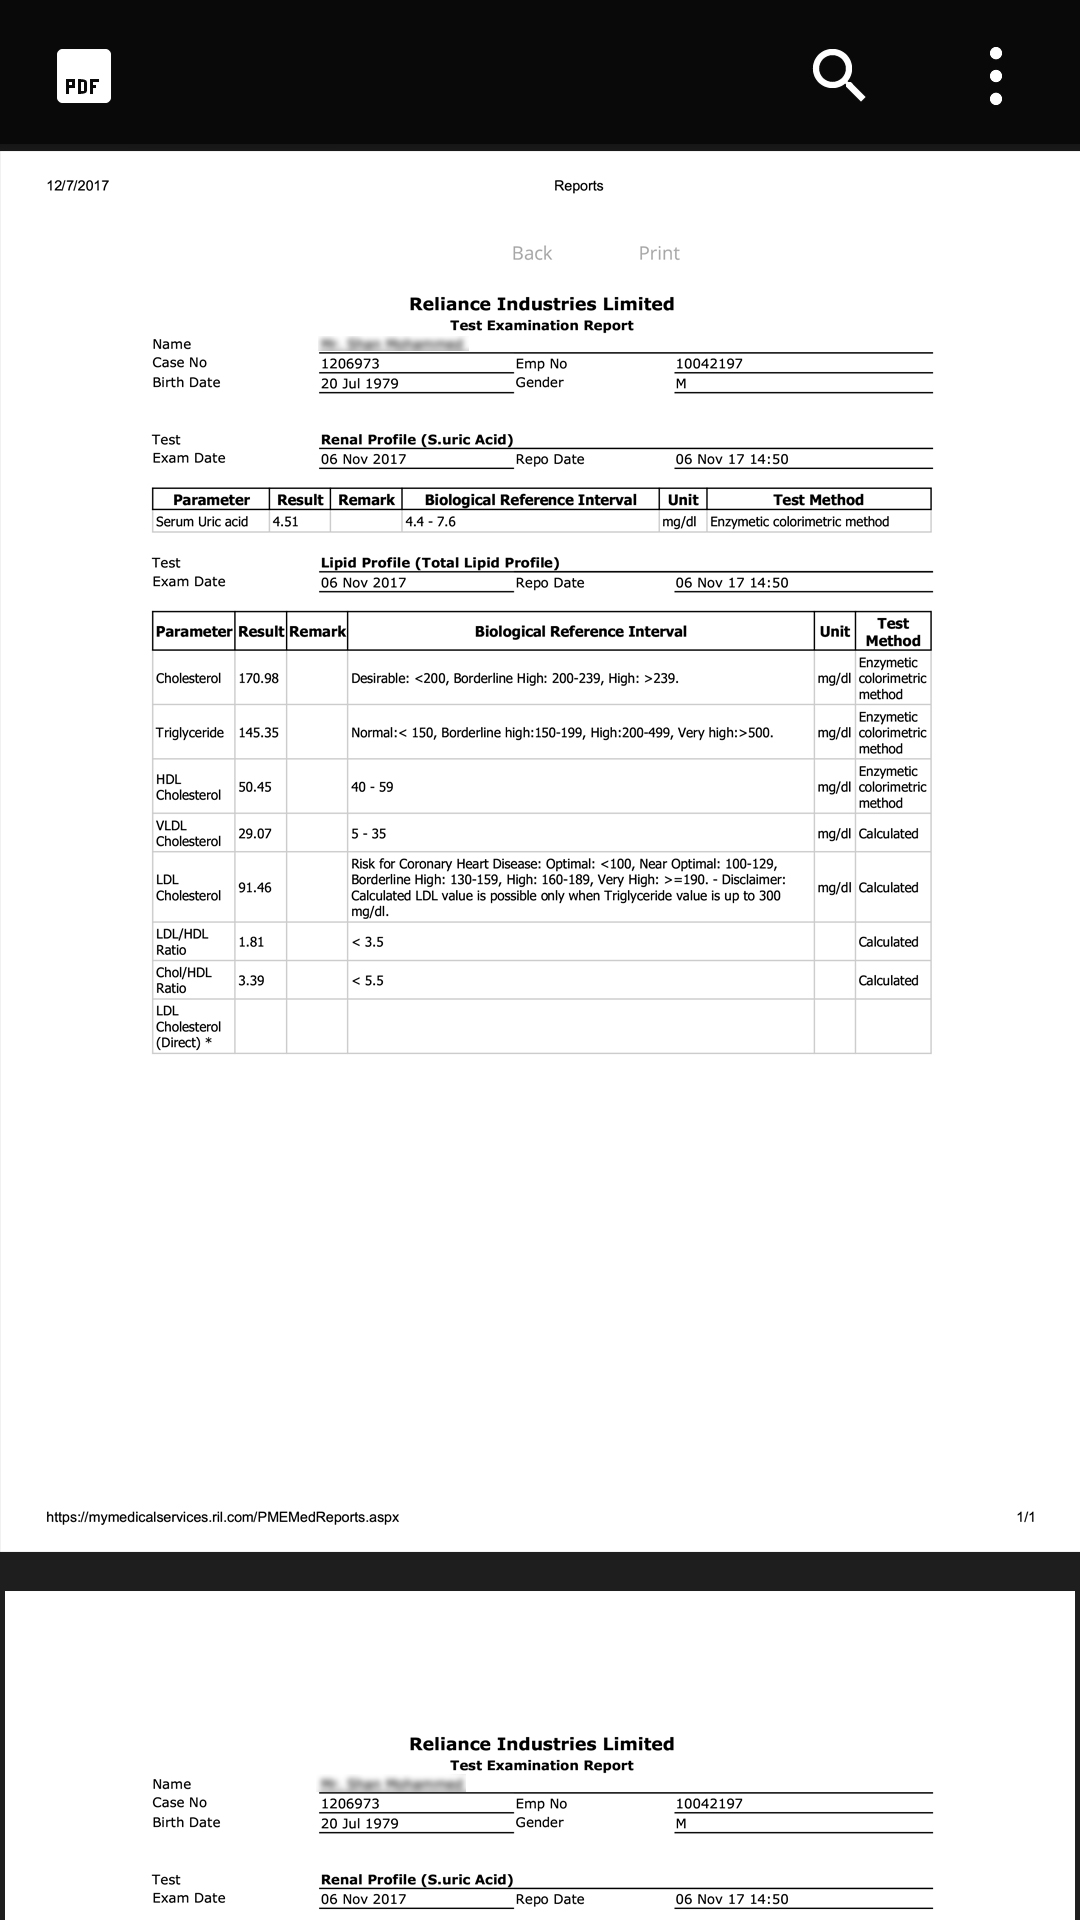 PDF
12/7/2017 Reports
Back Print
Reliance Industries Limited
Test Examination Report
Name
Case No 1206973 Emp No 10042197
Birth Date 20 Jul 1979 Gender M
Test Renal Profile (S.uric Acid)
Exam Date 06 Nov 2017 Repo Date 06 Nov 17 14:50
Parameter Result Remark Biological Reference Interval Unit Test Method
Serum Uric acid 4.51 4.4 - 7.6 mg/dl Enzymetic colorimetric method
Test Lipid Profile (Total Lipid Profile)
Exam Date 06 Nov 2017 Repo Date 06 Nov 17 14:50
Parameter Result Remark Biological Reference Interval Unit Test
Method
Enzymetic
Cholesterol 170.98 Desirable: <200, Borderline High: 200-239, High: >239. mg/dl colorimetric
method
Enzymetic
Triglyceride 145.35 Normal:< 150, Borderline high:150-199, High:200-499, Very high:>500. mg/dl colorimetric
method
HDL Enzymetic
Cholesterol 50.45 40 - 59 mg/dl colorimetric
method
VLDL
Cholesterol 29.07 5 - 35 mg/dl Calculated
Risk for Coronary Heart Disease: Optimal: <100, Near Optimal: 100-129,
LDL Borderline High: 130-159, High: 160-189, Very High: >=190. - Disclaimer:
Cholesterol 91.46 Calculated LDL value is possible only when Triglyceride value is up to 300 mg/dl Calculated
mg/dl.
LDL/HDL
Ratio 1.81 < 3.5 Calculated
Chol/HDL
Ratio 3.39 < 5.5 Calculated
LDL
Cholesterol
(Direct) *
https://mymedicalservices.ril.com/PMEMedReports.aspx 1/1
Reliance Industries Limited
Test Examination Report
Name
Case No 1206973 Emp No 10042197
Birth Date 20 Jul 1979 Gender M
Test Renal Profile (S.uric Acid)
Exam Date 06 Nov 2017 Repo Date 06 Nov 17 14:50